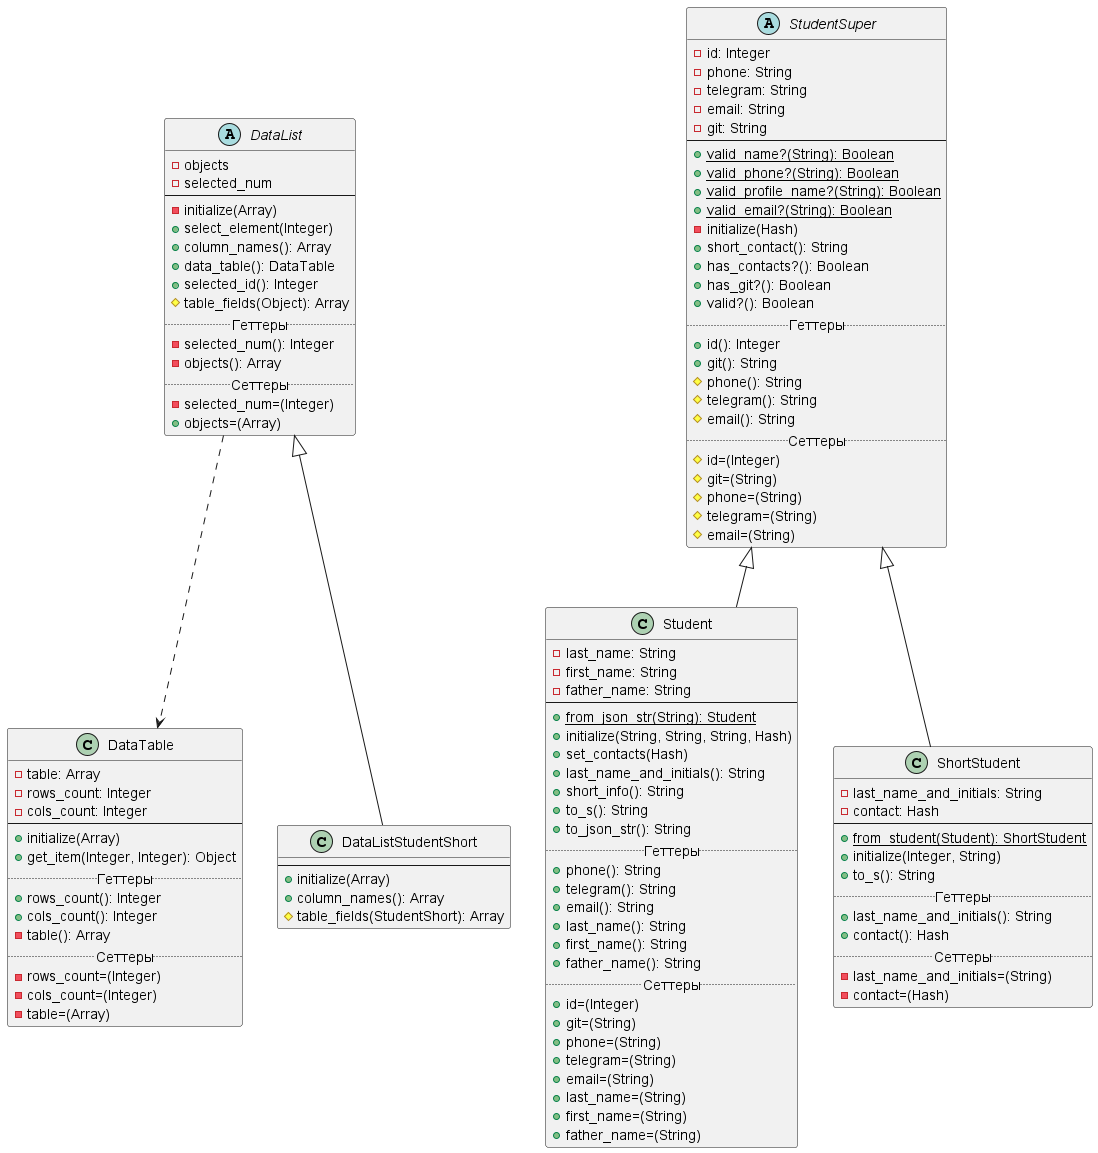 A DataList
objects
selected_num
initialize(Array)
select_element(Integer)
column_names(): Array
data_table(): DataTable
selected_id(): Integer
table_fields(Object): Array
Геттеры
selected_num(): Integer
objects(): Array
Сеттеры
selected_num=(Integer)
objects=(Array)
A StudentSuper
id: Integer
phone: String
telegram: String
email: String
git: String
valid_name?(String): Boolean
valid_phone?(String): Boolean
valid_profile_name?(String): Boolean
valid_email?(String): Boolean
initialize(Hash)
short_contact(): String
has_contacts?(): Boolean
has_git?(): Boolean
valid?(): Boolean
Геттеры
id(): Integer
git(): String
phone(): String
telegram(): String
email(): String
Сеттеры
id=(Integer)
git=(String)
phone=(String)
telegram=(String)
email=(String)
C DataTable
table: Array
rows_count: Integer
cols_count: Integer
initialize(Array)
get_item(Integer, Integer): Object
Геттеры
rows_count(): Integer
cols_count(): Integer
table(): Array
Сеттеры
rows_count=(Integer)
cols_count=(Integer)
table=(Array)
C DataListStudentShort
initialize(Array)
column_names(): Array
table_fields(StudentShort): Array
C Student
last_name: String
first_name: String
father_name: String
from_json_str(String): Student
initialize(String, String, String, Hash)
set_contacts(Hash)
last_name_and_initials(): String
short_info(): String
to_s(): String
to_json_str(): String
Геттеры
phone(): String
telegram(): String
email(): String
last_name(): String
first_name(): String
father_name(): String
Сеттеры
id=(Integer)
git=(String)
phone=(String)
telegram=(String)
email=(String)
last_name=(String)
first_name=(String)
father_name=(String)
C ShortStudent
last_name_and_initials: String
contact: Hash
from_student(Student): ShortStudent
initialize(Integer, String)
to_s(): String
Геттеры
last_name_and_initials(): String
contact(): Hash
Сеттеры
last_name_and_initials=(String)
contact=(Hash)